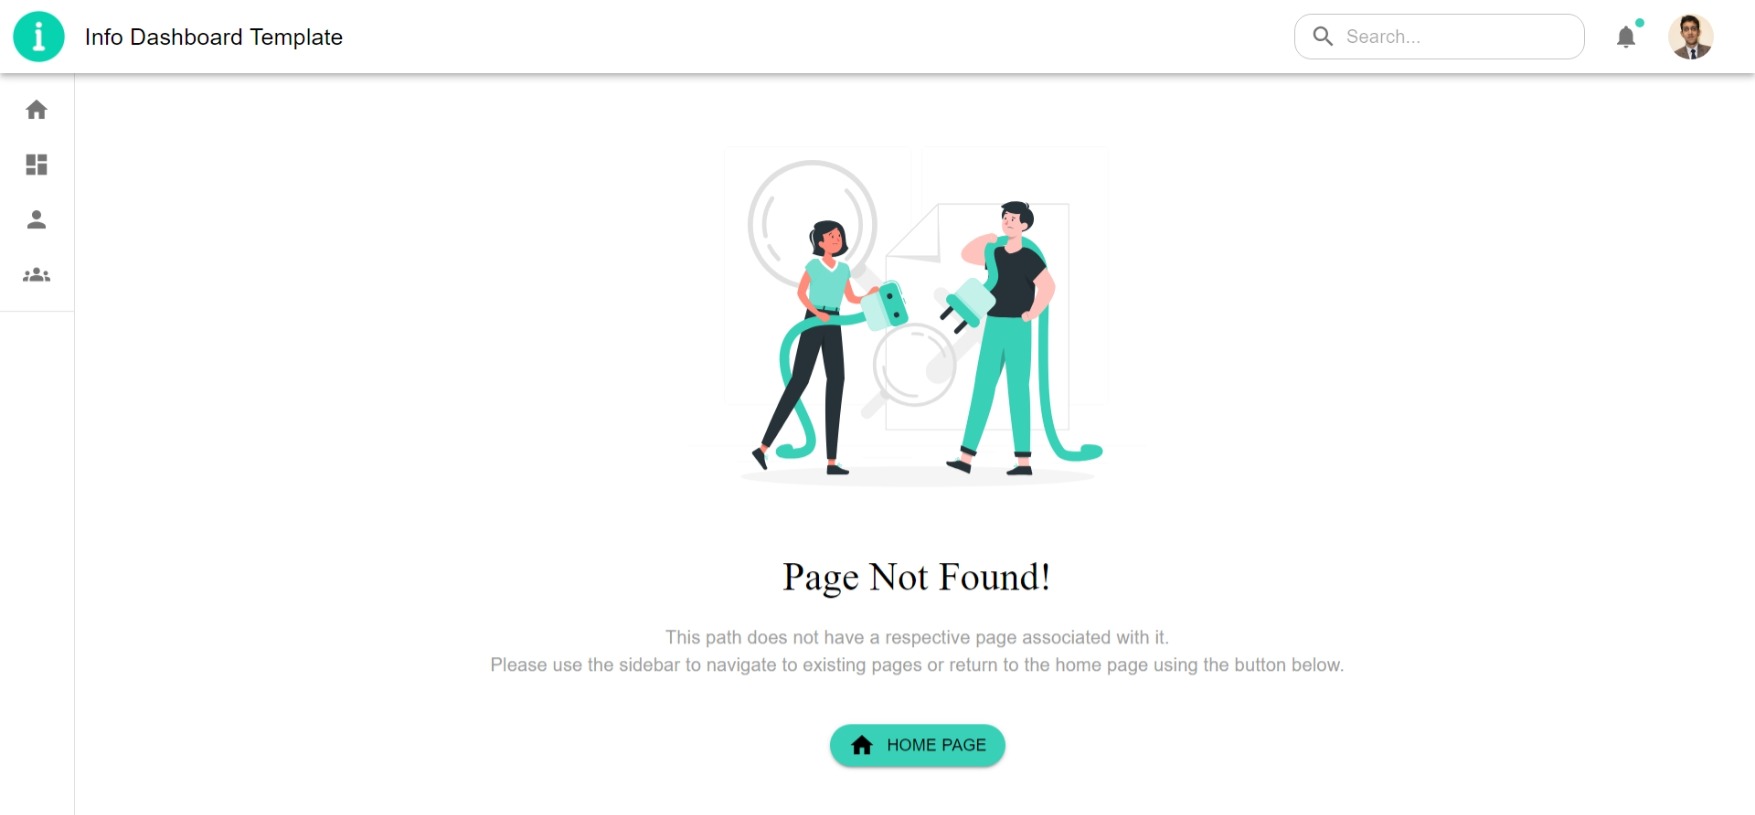 i
Info Dashboard Template
Search...
Page Not Found!
This path does not have a respective page associated with it.
Please use the sidebar to navigate to existing pages or return to the home page using the button below.
HOME PAGE